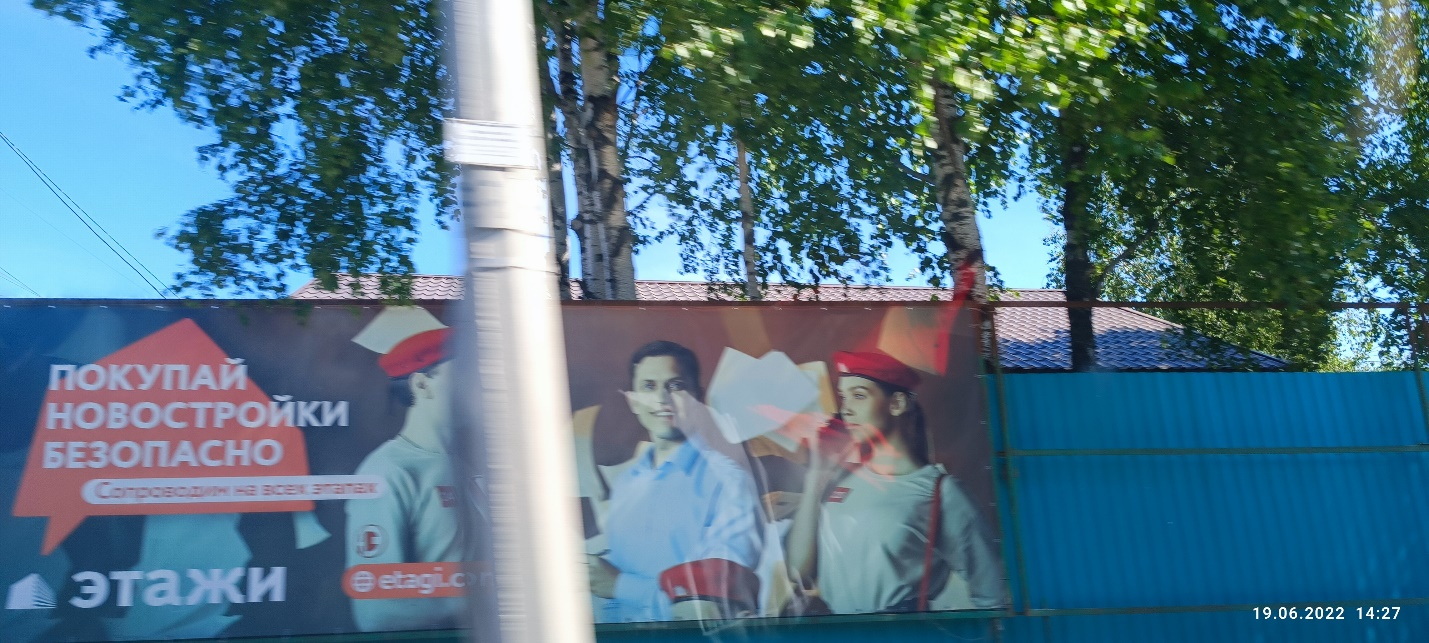 ПОКУПАЙ
НОВОСТРОЙКИ
БЕЗОПАСНО
Сопроводим на всех этапах
этажи
etagi.co
19.06.2022 14:27